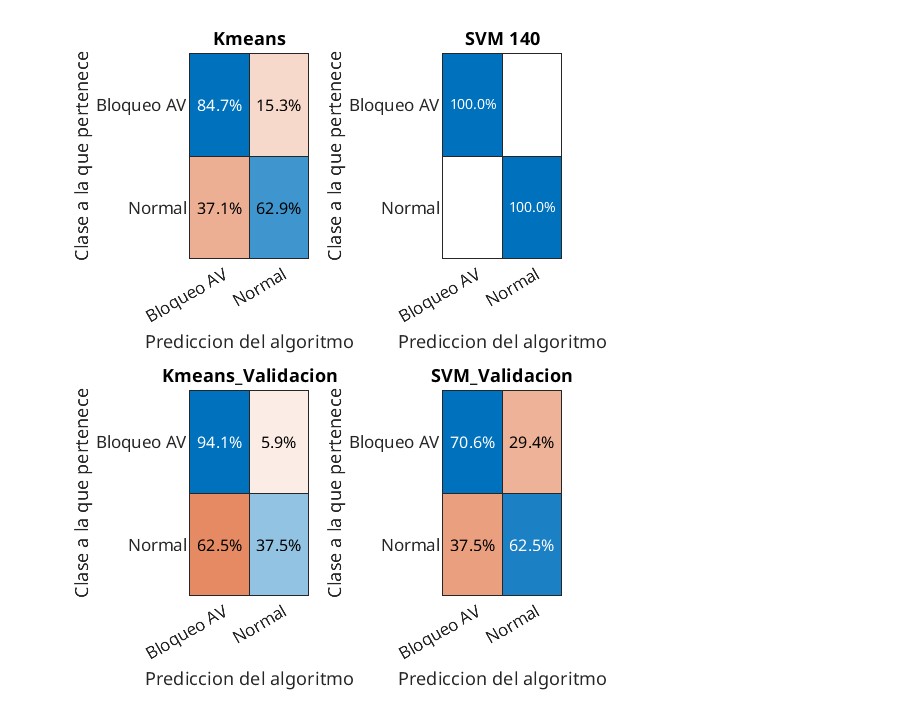 Kmeans
Clase a la que pertenece
Bloqueo AV 84.7% 15.3%
Normal 37.1% 62.9%
Bloqueo AV Normal
Prediccion del algoritmo
SVM 140
Clase a la que pertenece
Bloqueo AV 100.0%
Normal 100.0%
Bloqueo AV Normal
Prediccion del algoritmo
Kmeans_Validacion
Clase a la que pertenece
Bloqueo AV 94.1% 5.9%
Normal 62.5% 37.5%
Bloqueo AV Normal
Prediccion del algoritmo
SVM_Validacion
Clase a la que pertenece
Bloqueo AV 70.6% 29.4%
Normal 37.5% 62.5%
Bloqueo AV Normal
Prediccion del algoritmo